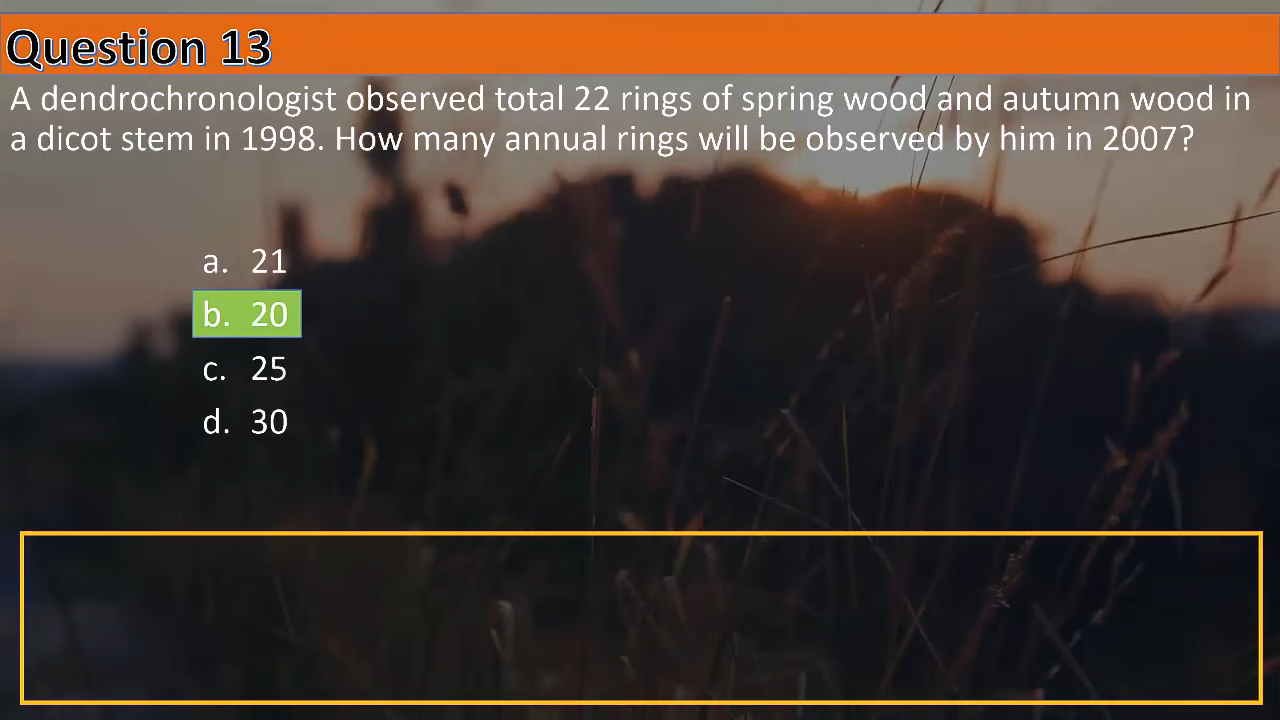 Question 13
A dendrochronologist observed total 22 rings of spring wood and autumn wood in
a dicot stem in 1998. How many annual rings will be observed by him in 2007?
a. 21
b. 20
c. 25
d. 30